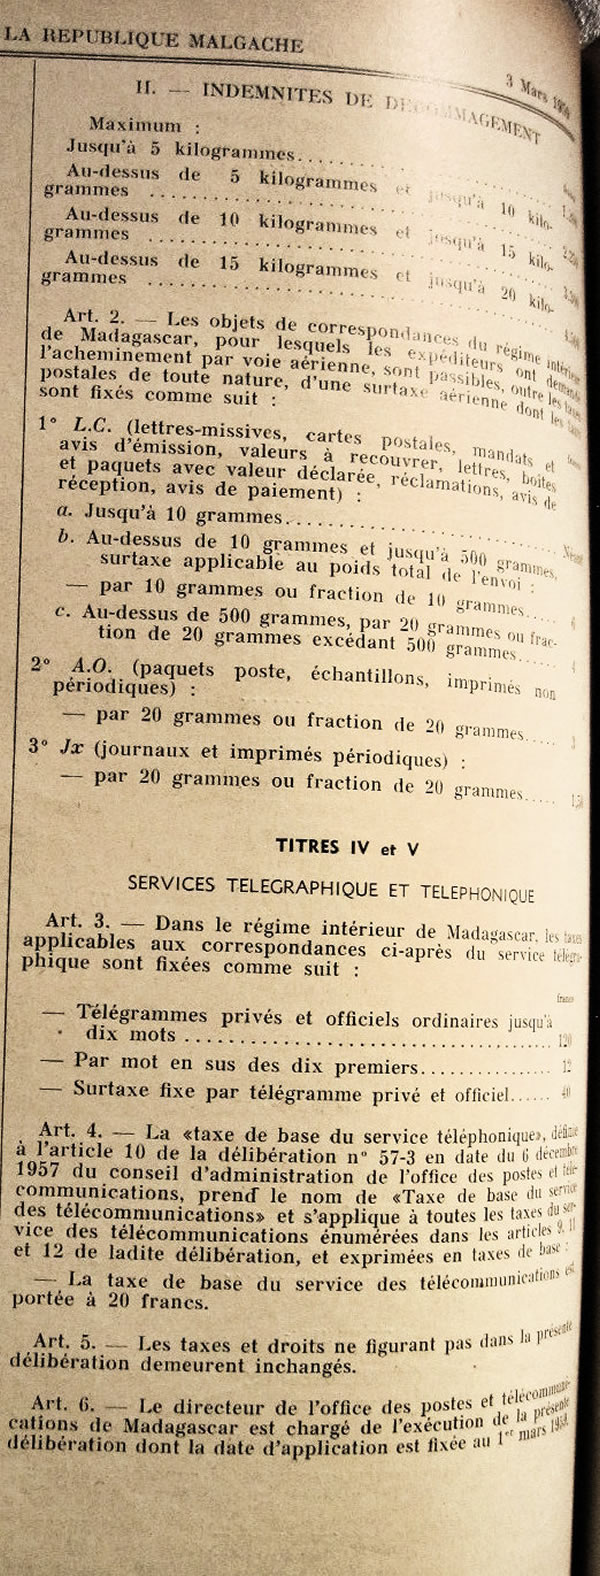 LA REPUBLIQUE MALGACHE
3 Mars
II. — INDEMNITES DE DEDOMMAGEMENT
Maximum :
Jusqu'à 5 kilogrammes..........
Au-dessus de 5 kilogrammes et jusqu'à 10 kilo-
grammes ..........
Au-dessus de 10 kilogrammes et jusqu'à 15 kilo-
grammes ..........
Au-dessus de 15 kilogrammes et jusqu'à 20 kilo-
grammes ..........
Art. 2. — Les objets de correspondances du régime intérieur
de Madagascar, pour lesquels les expéditeurs ont demandé
l'acheminement par voie aérienne, sont passibles, outre les taxes
postales de toute nature, d'une surtaxe aérienne dont les taux
sont fixés comme suit :
1° L.C. (lettres-missives, cartes postales, mandats et
avis d'émission, valeurs à recouvrer, lettres, boites
et paquets avec valeur déclarée, réclamations, avis de
réception, avis de paiement) :
a. Jusqu'à 10 grammes.......... Néant
b. Au-dessus de 10 grammes et jusqu'à 500 grammes,
surtaxe applicable au poids total de l'envoi :
— par 10 grammes ou fraction de 10 grammes.....
c. Au-dessus de 500 grammes, par 20 grammes ou frac-
tion de 20 grammes excédant 500 grammes......
2° A.O. (paquets poste, échantillons, imprimés non
périodiques) :
— par 20 grammes ou fraction de 20 grammes..... 3
3° Jx (journaux et imprimés périodiques) :
— par 20 grammes ou fraction de 20 grammes..... 1,50
TITRES IV et V
SERVICES TELEGRAPHIQUE ET TELEPHONIQUE
Art. 3. — Dans le régime intérieur de Madagascar, les taxes
applicables aux correspondances ci-après du service télégra-
phique sont fixées comme suit :
francs
— Télégrammes privés et officiels ordinaires jusqu'à
dix mots .......... 120
— Par mot en sus des dix premiers.......... 12
— Surtaxe fixe par télégramme privé et officiel...... 40
Art. 4. — La «taxe de base du service téléphonique», définie
à l'article 10 de la délibération n° 57-3 en date du 6 décembre
1957 du conseil d'administration de l'office des postes et télé-
communications, prend le nom de «Taxe de base du service
des télécommunications» et s'applique à toutes les taxes du ser-
vice des télécommunications énumérées dans les articles 9, 11
et 12 de ladite délibération, et exprimées en taxes de base :
— La taxe de base du service des télécommunications est
portée à 20 francs.
Art. 5. — Les taxes et droits ne figurant pas dans la présente
délibération demeurent inchangés.
Art. 6. — Le directeur de l'office des postes et télécommuni-
cations de Madagascar est chargé de l'exécution de la présente
délibération dont la date d'application est fixée au 1er mars